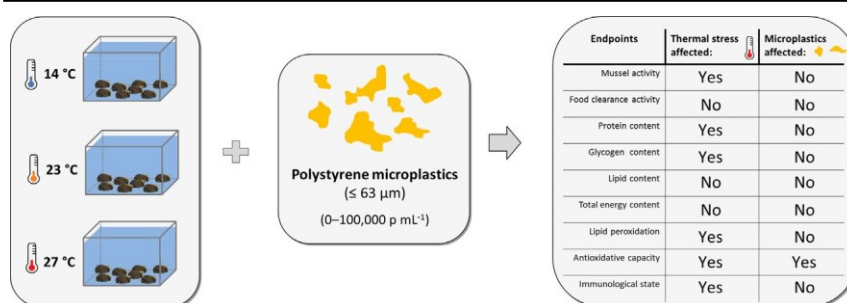 14 °C
23 °C
27 °C
Polystyrene microplastics
(≤ 63 µm)
(0–100,000 p mL⁻¹)
Endpoints Thermal stress affected: Microplastics affected:
Mussel activity Yes No
Food clearance activity No No
Protein content Yes No
Glycogen content Yes No
Lipid content No No
Total energy content No No
Lipid peroxidation Yes No
Antioxidative capacity Yes Yes
Immunological state Yes No